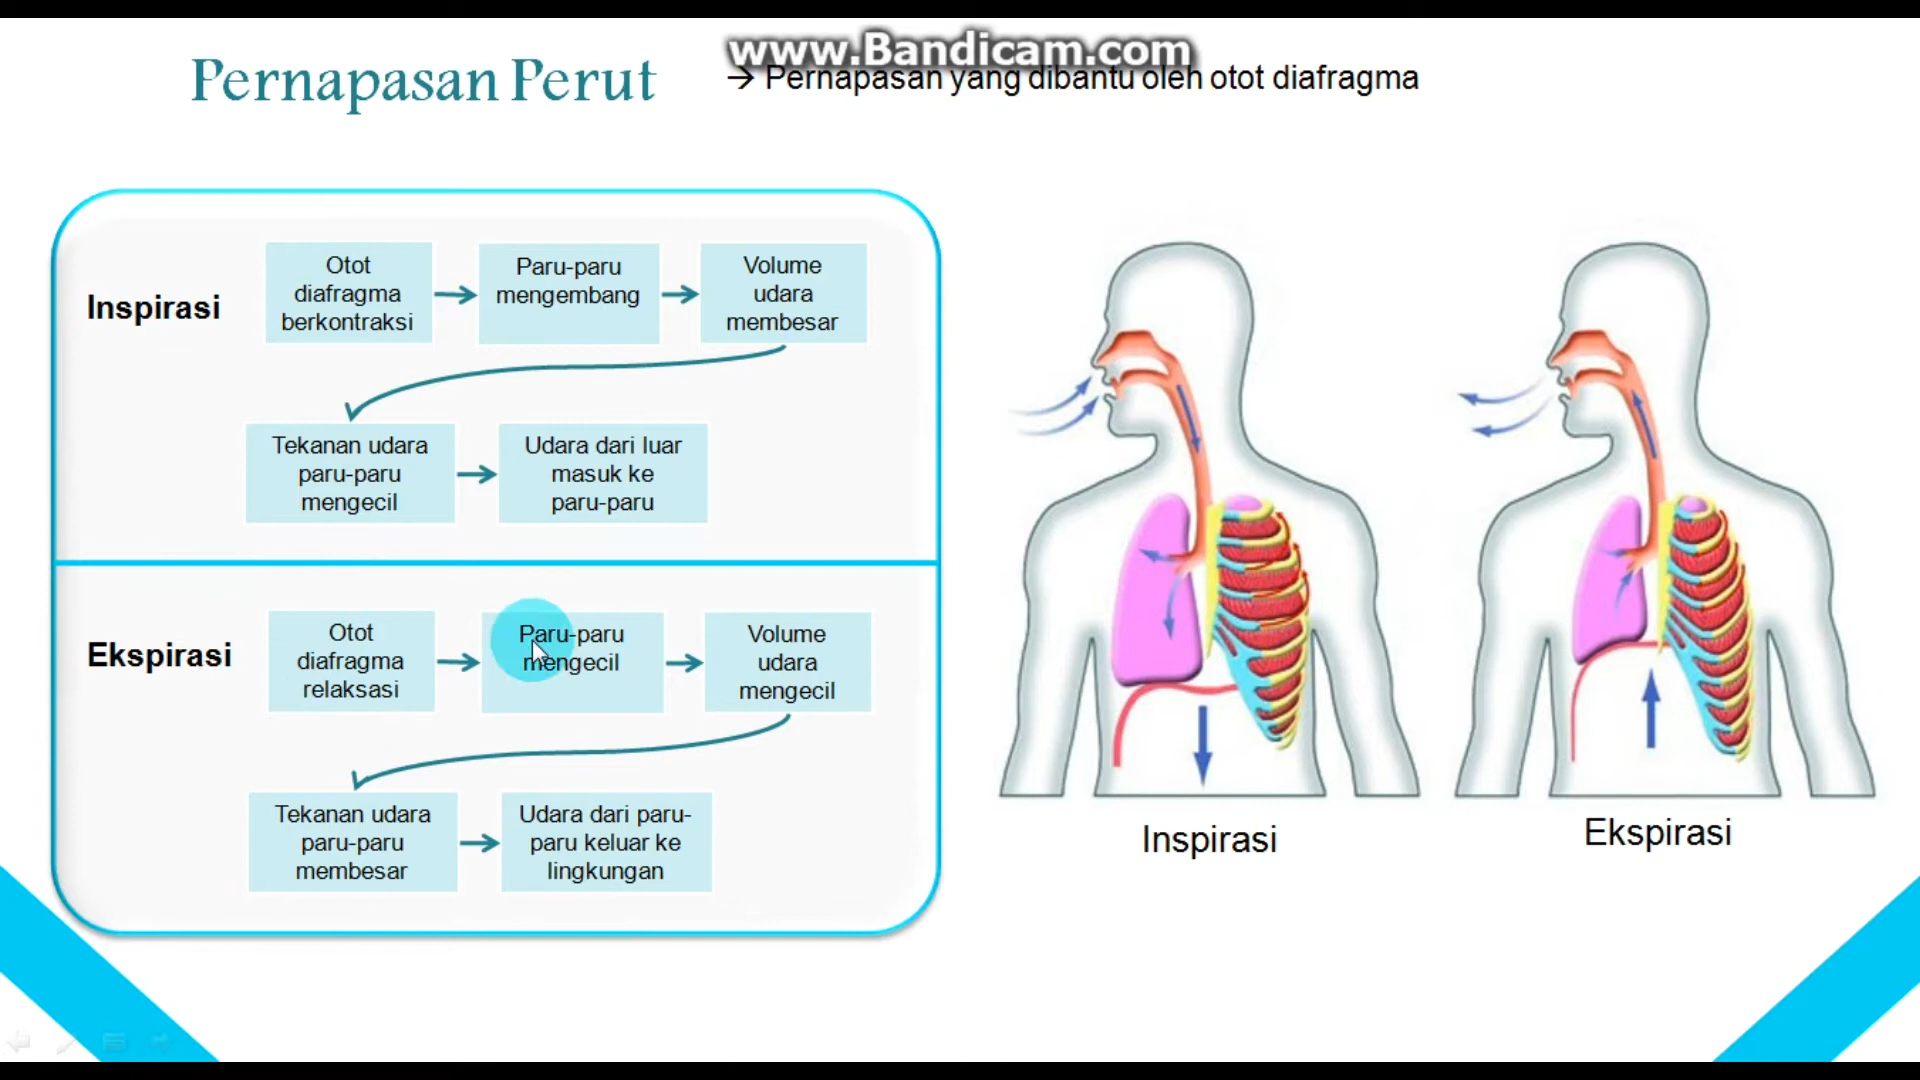 www.Bandicam.com
Pernapasan Perut
→ Pernapasan yang dibantu oleh otot diafragma
Inspirasi
Otot
diafragma
berkontraksi
Paru-paru
mengembang
Volume
udara
membesar
Tekanan udara
paru-paru
mengecil
Udara dari luar
masuk ke
paru-paru
Ekspirasi
Otot
diafragma
relaksasi
Paru-paru
mengecil
Volume
udara
mengecil
Tekanan udara
paru-paru
membesar
Udara dari paru-
paru keluar ke
lingkungan
Inspirasi
Ekspirasi